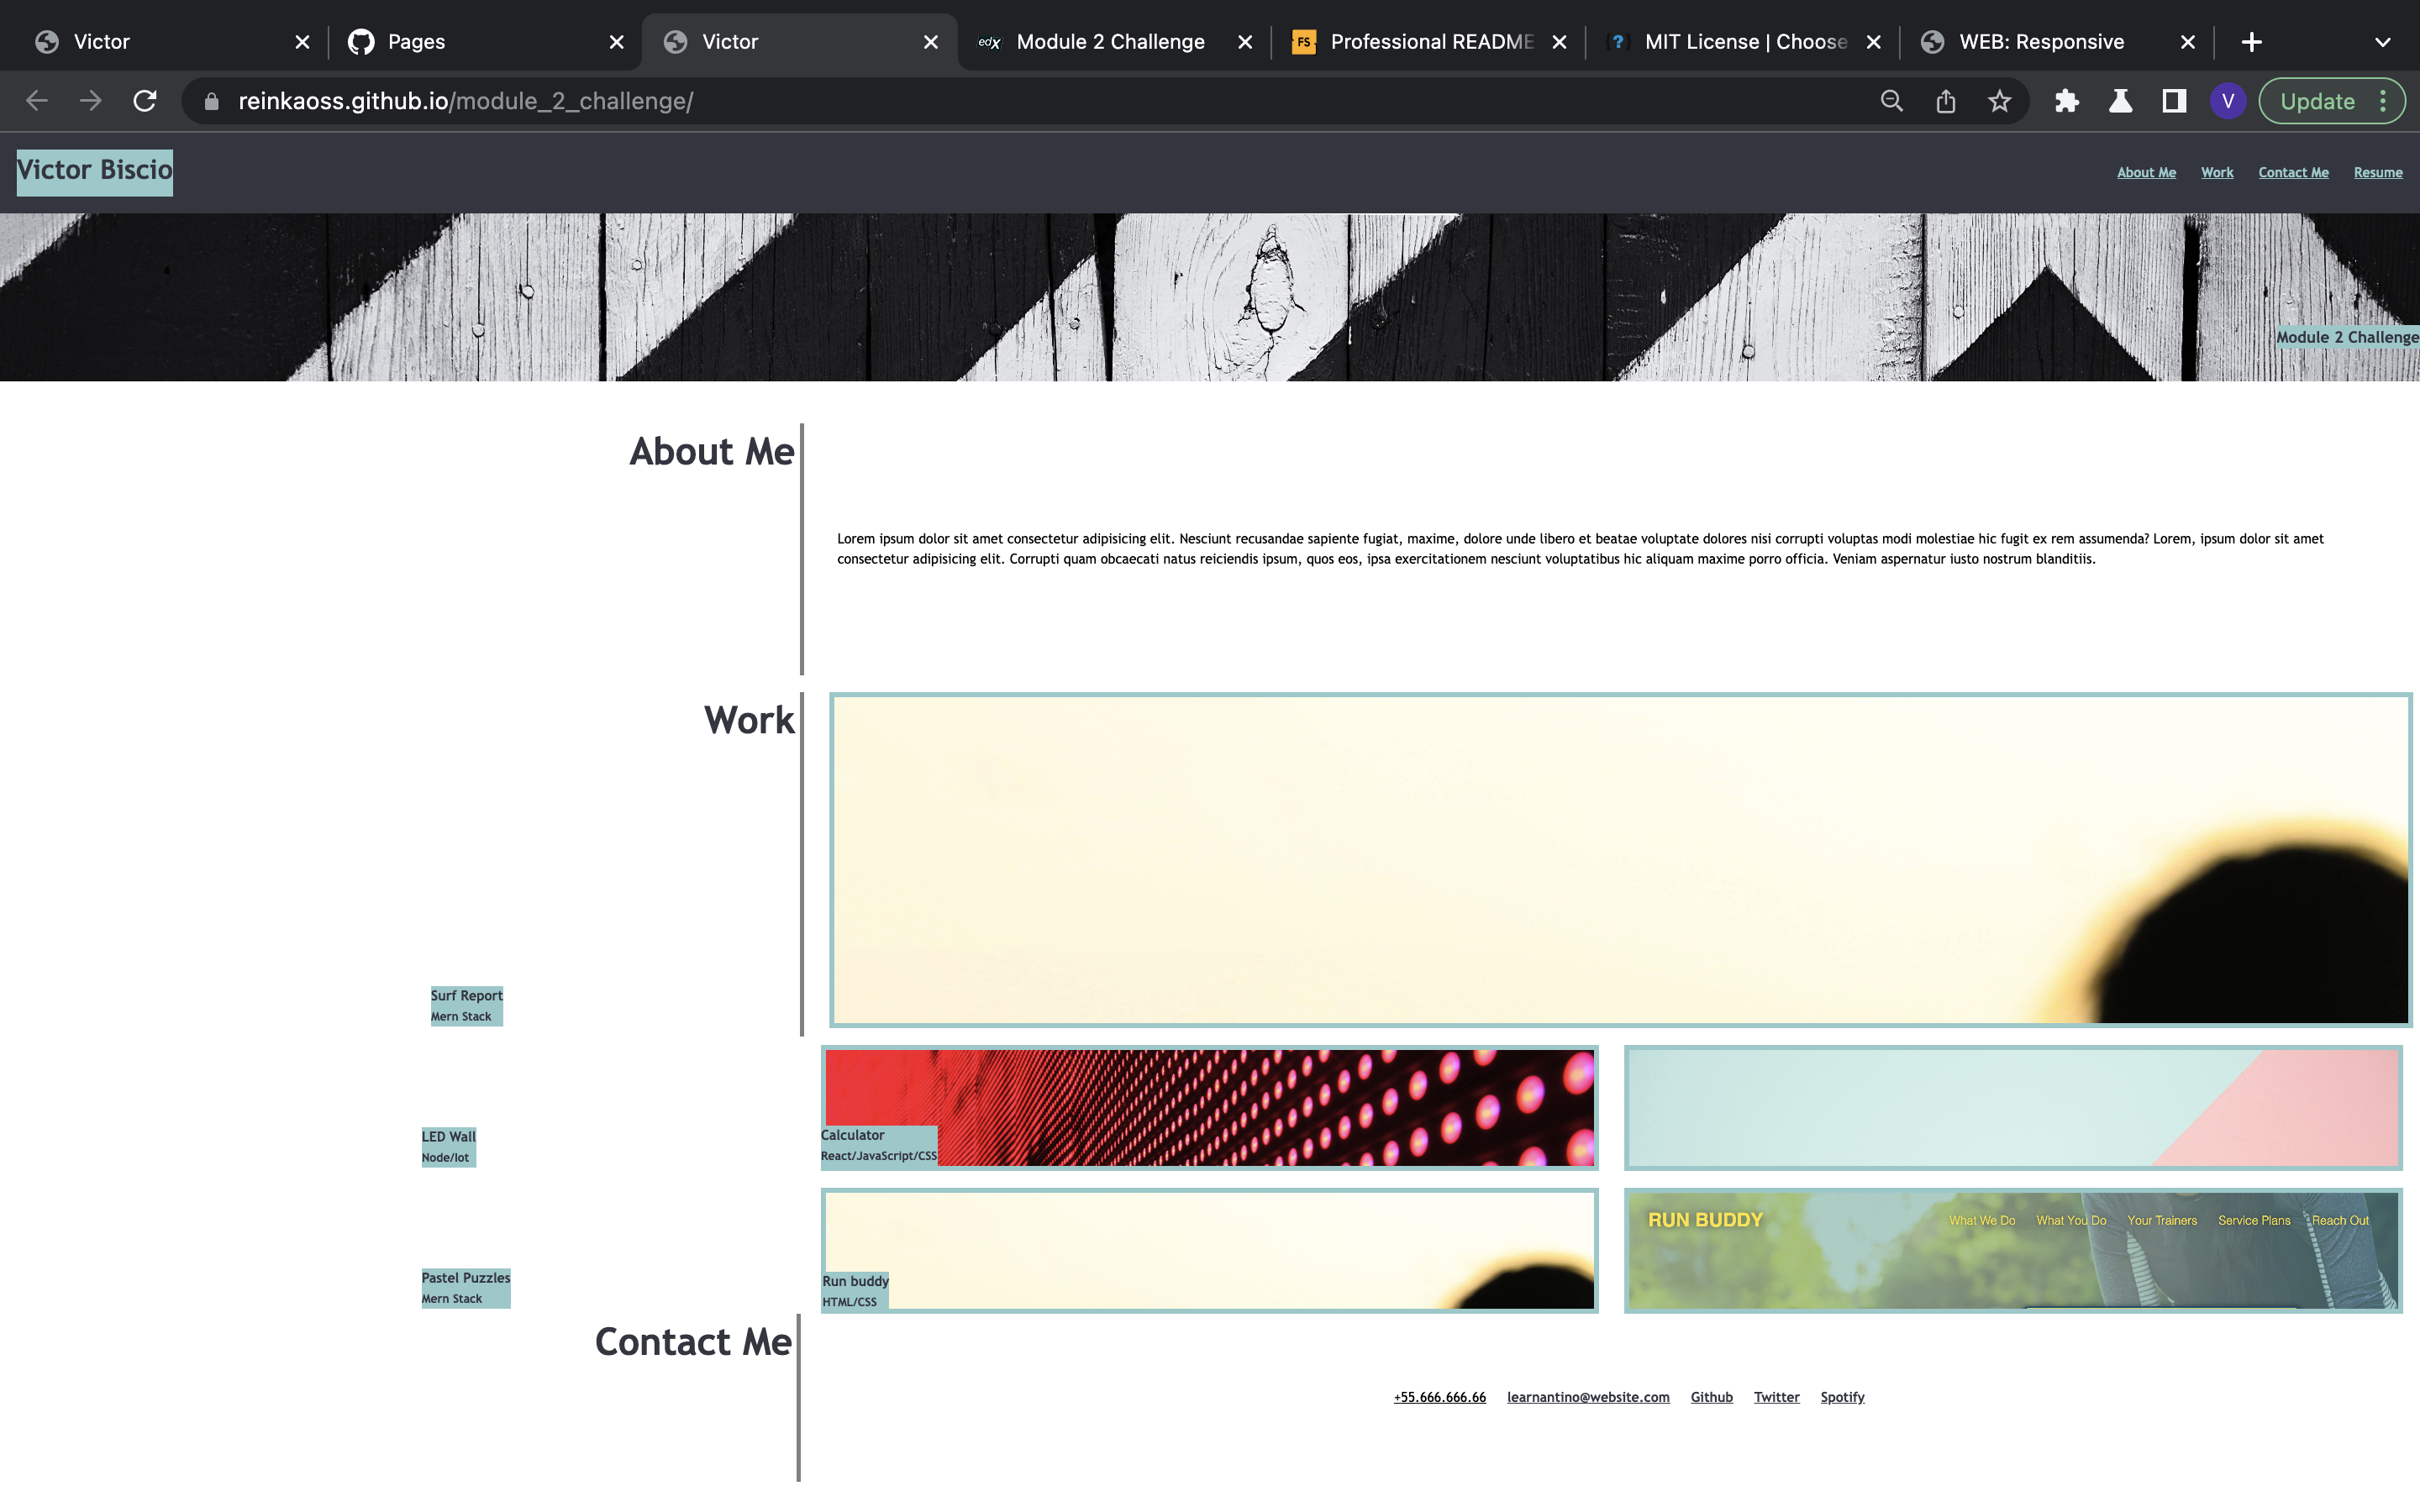 Victor
Pages
Victor
edX Module 2 Challenge
FS Professional README
? MIT License | Choose
WEB: Responsive
reinkaoss.github.io/module_2_challenge/
V
Update
Victor Biscio
About Me Work Contact Me Resume
Module 2 Challenge
About Me
Lorem ipsum dolor sit amet consectetur adipisicing elit. Nesciunt recusandae sapiente fugiat, maxime, dolore unde libero et beatae voluptate dolores nisi corrupti voluptas modi molestiae hic fugit ex rem assumenda? Lorem, ipsum dolor sit amet
consectetur adipisicing elit. Corrupti quam obcaecati natus reiciendis ipsum, quos eos, ipsa exercitationem nesciunt voluptatibus hic aliquam maxime porro officia. Veniam aspernatur iusto nostrum blanditiis.
Work
Surf Report
Mern Stack
LED Wall
Node/Iot
Calculator
React/JavaScript/CSS
Pastel Puzzles
Mern Stack
Run buddy
HTML/CSS
RUN BUDDY What We Do What You Do Your Trainers Service Plans Reach Out
Contact Me
+55.666.666.66 learnantino@website.com Github Twitter Spotify